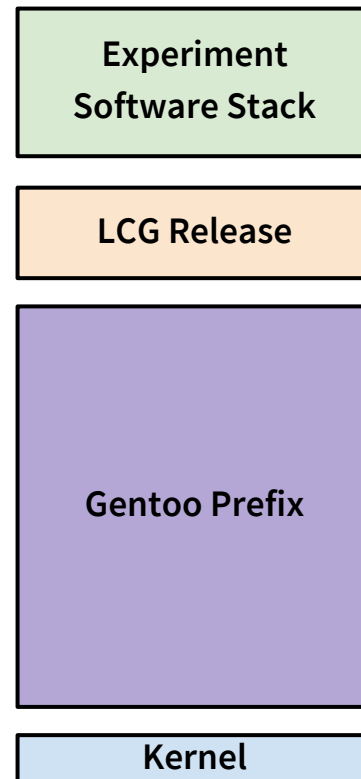 Experiment
Software Stack
LCG Release
Gentoo Prefix
Kernel